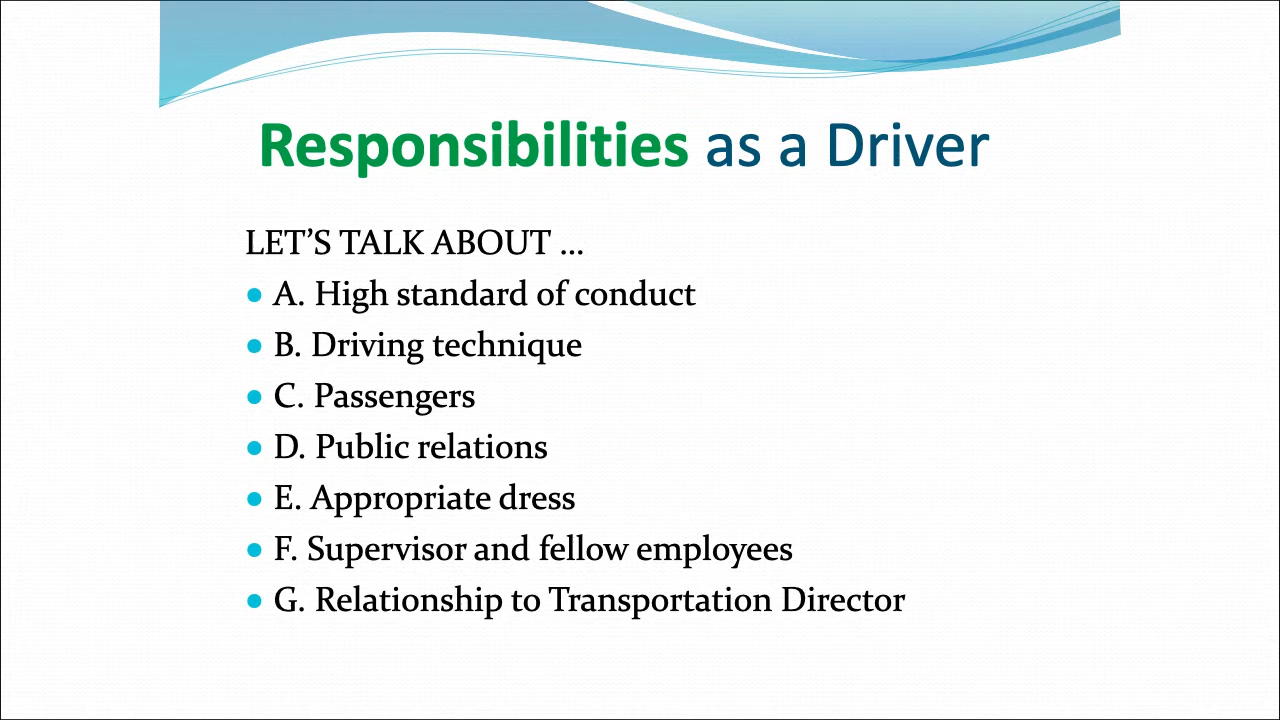 Responsibilities as a Driver
LET’S TALK ABOUT ...
● A. High standard of conduct
● B. Driving technique
● C. Passengers
● D. Public relations
● E. Appropriate dress
● F. Supervisor and fellow employees
● G. Relationship to Transportation Director